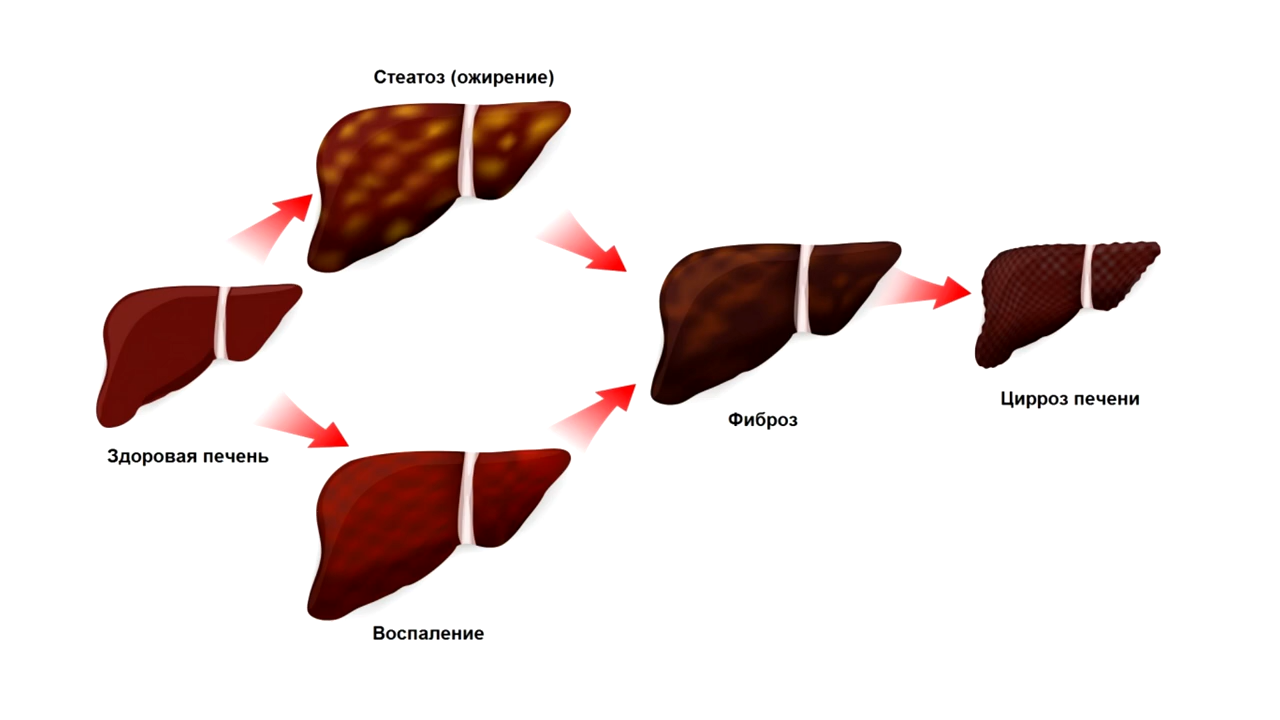 Стеатоз (ожирение)
Здоровая печень
Воспаление
Фиброз
Цирроз печени